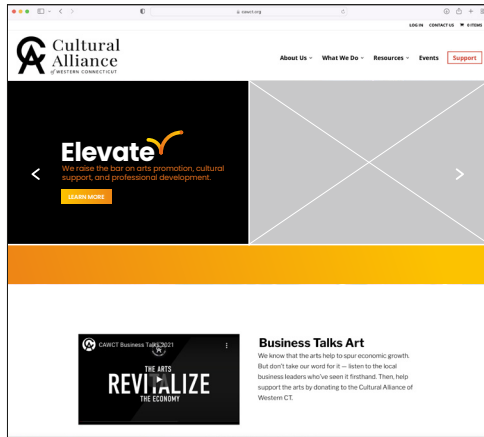 cawct.org
LOG IN CONTACT US 0 ITEMS
Cultural
Alliance
of WESTERN CONNECTICUT
About Us What We Do Resources Events Support
Elevate
We raise the bar on arts promotion, cultural
support, and professional development.
LEARN MORE
CAWCT Business Talks 2021
THE ARTS
REVITALIZE
THE ECONOMY
Business Talks Art
We know that the arts help to spur economic growth.
But don't take our word for it — listen to the local
business leaders who've seen it firsthand. Then, help
support the arts by donating to the Cultural Alliance of
Western CT.